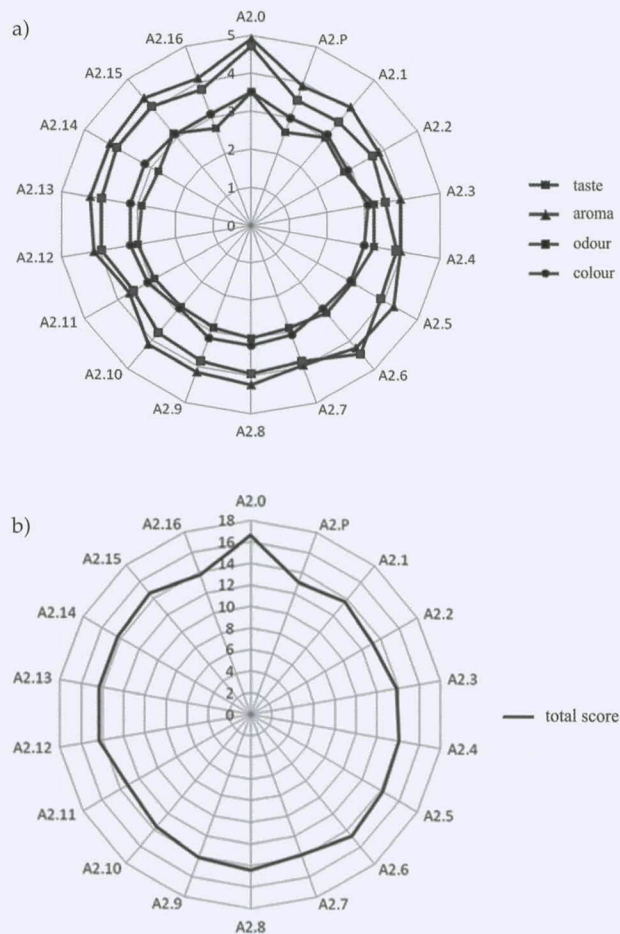 a)
A2.0
A2.P
A2.1
A2.2
A2.3
A2.4
A2.5
A2.6
A2.7
A2.8
A2.9
A2.10
A2.11
A2.12
A2.13
A2.14
A2.15
A2.16
5
4
3
2
1
0
taste
aroma
odour
colour
b)
A2.0
A2.P
A2.1
A2.2
A2.3
A2.4
A2.5
A2.6
A2.7
A2.8
A2.9
A2.10
A2.11
A2.12
A2.13
A2.14
A2.15
A2.16
18
16
14
12
10
8
6
4
2
0
total score